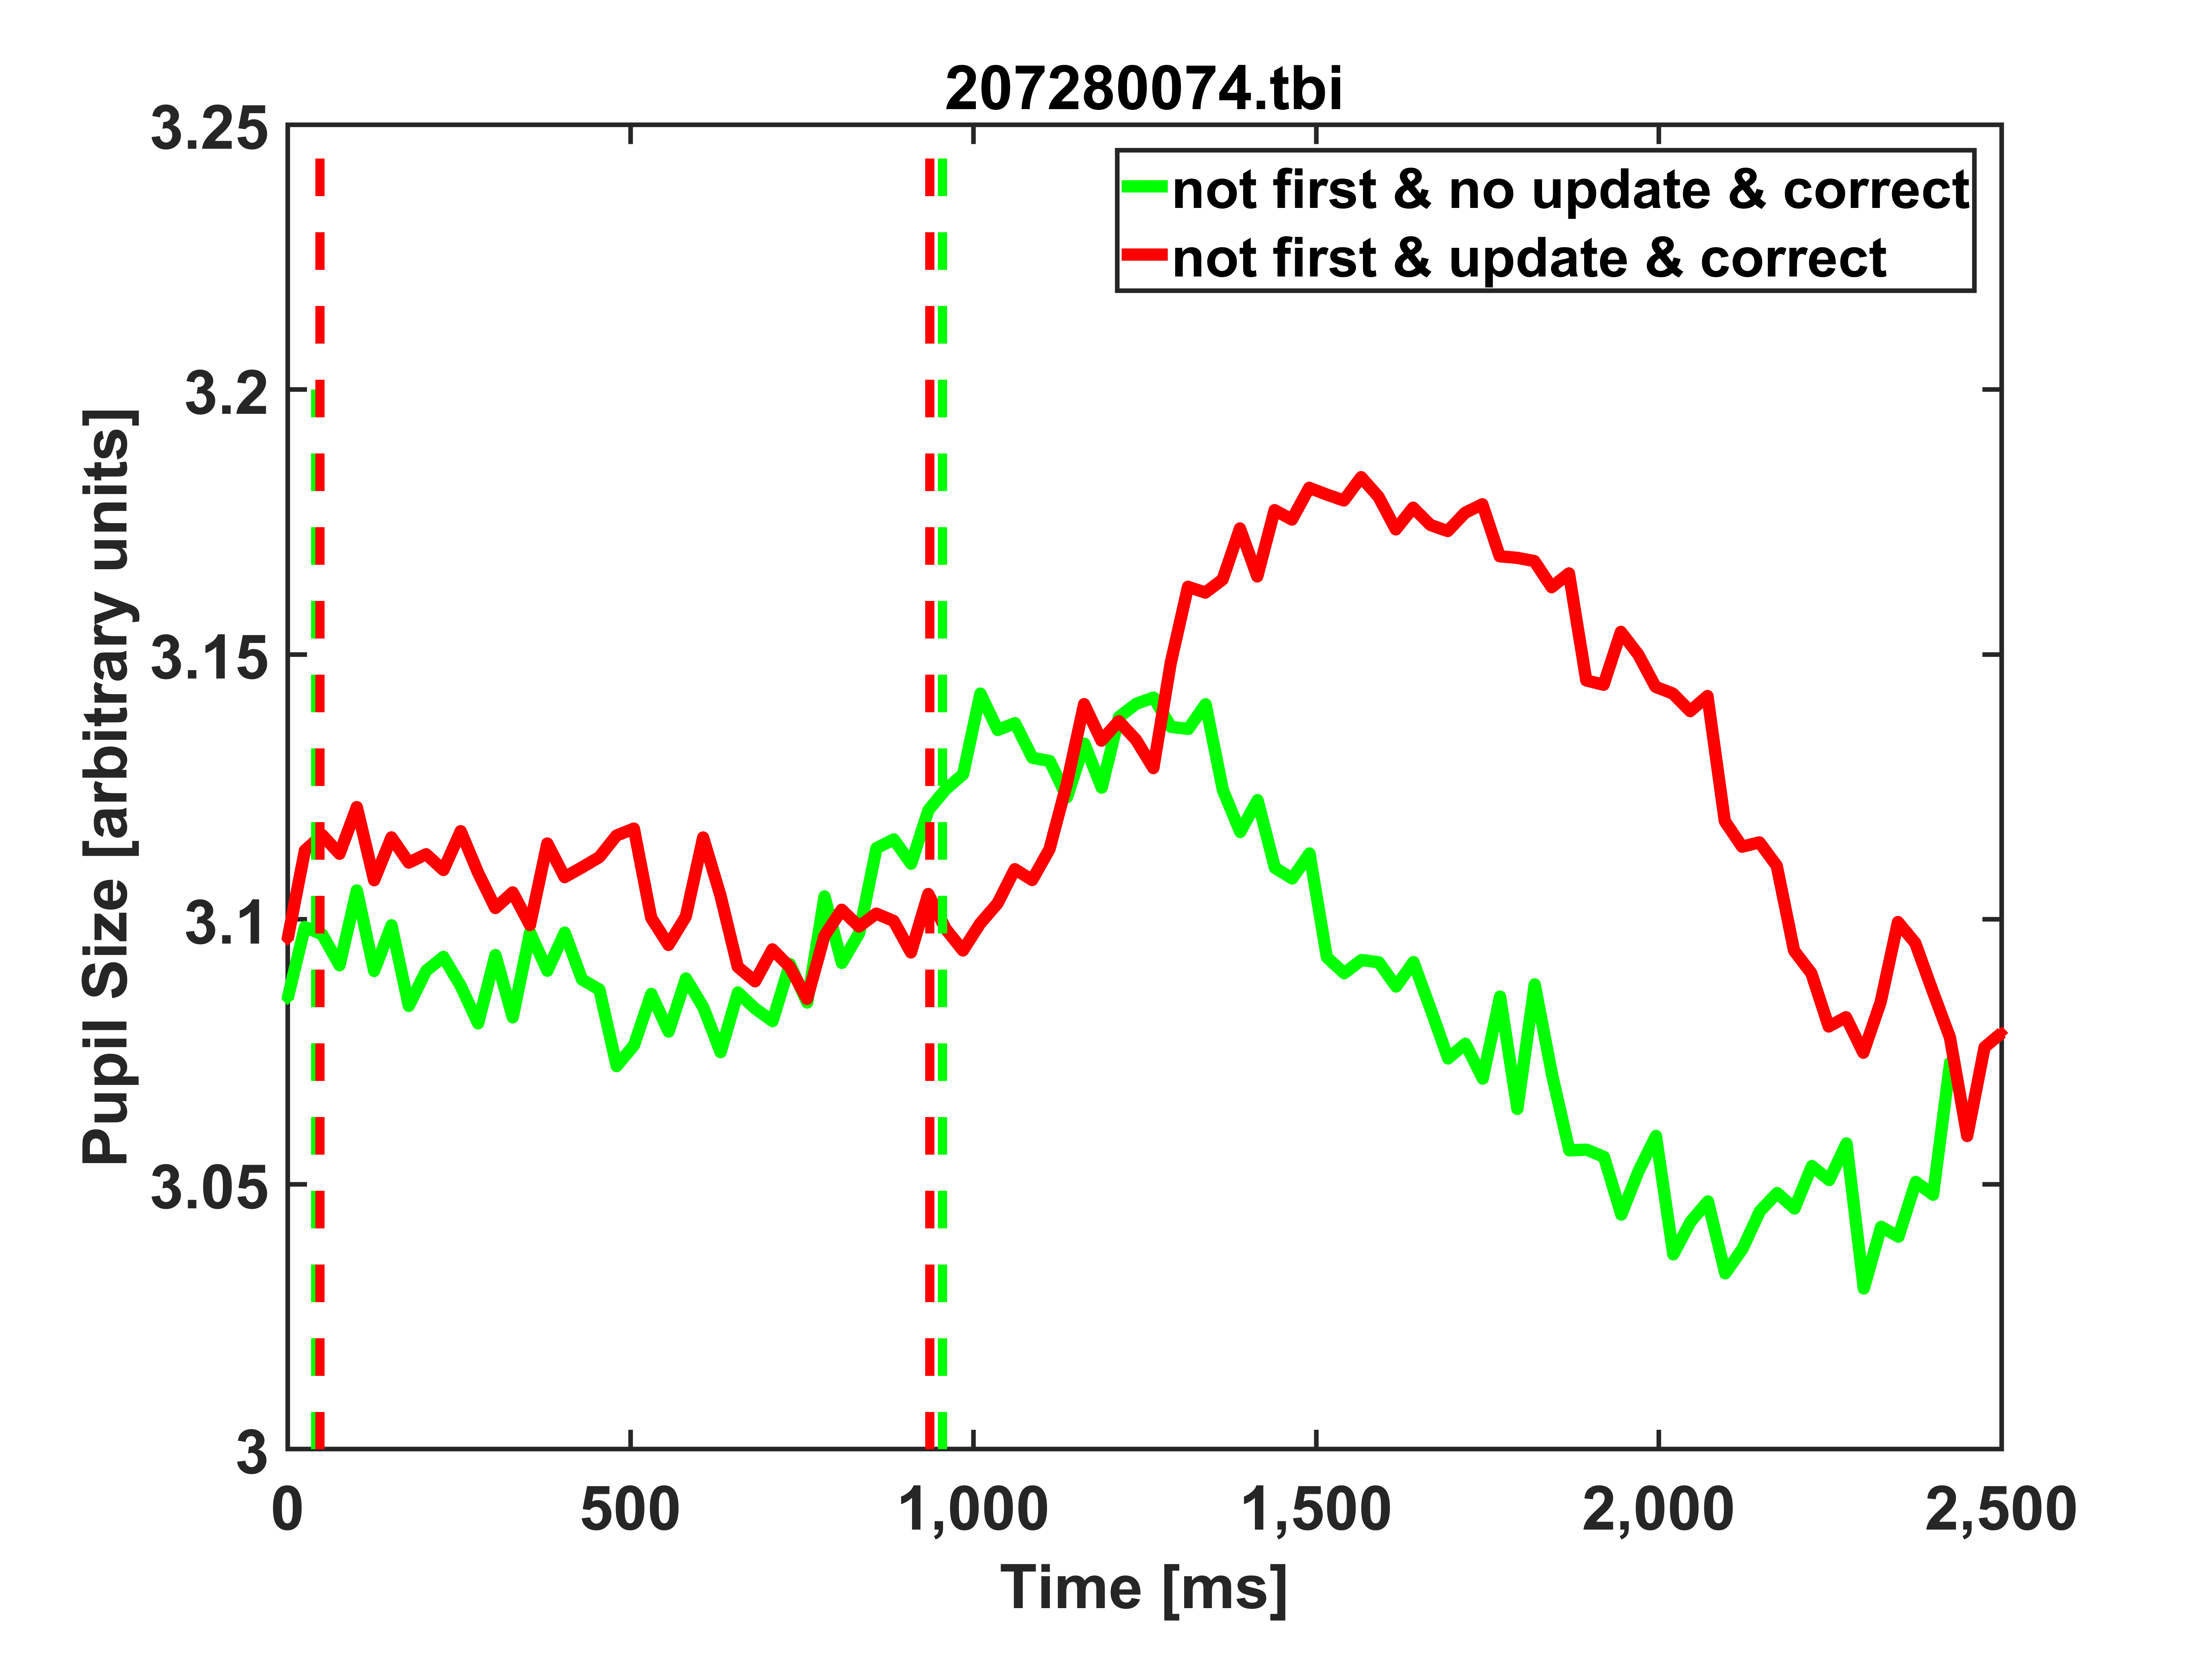 207280074.tbi
3.25
3.2
3.15
3.1
3.05
3
Pupil Size [arbitrary units]
not first & no update & correct
not first & update & correct
0 500 1,000 1,500 2,000 2,500
Time [ms]